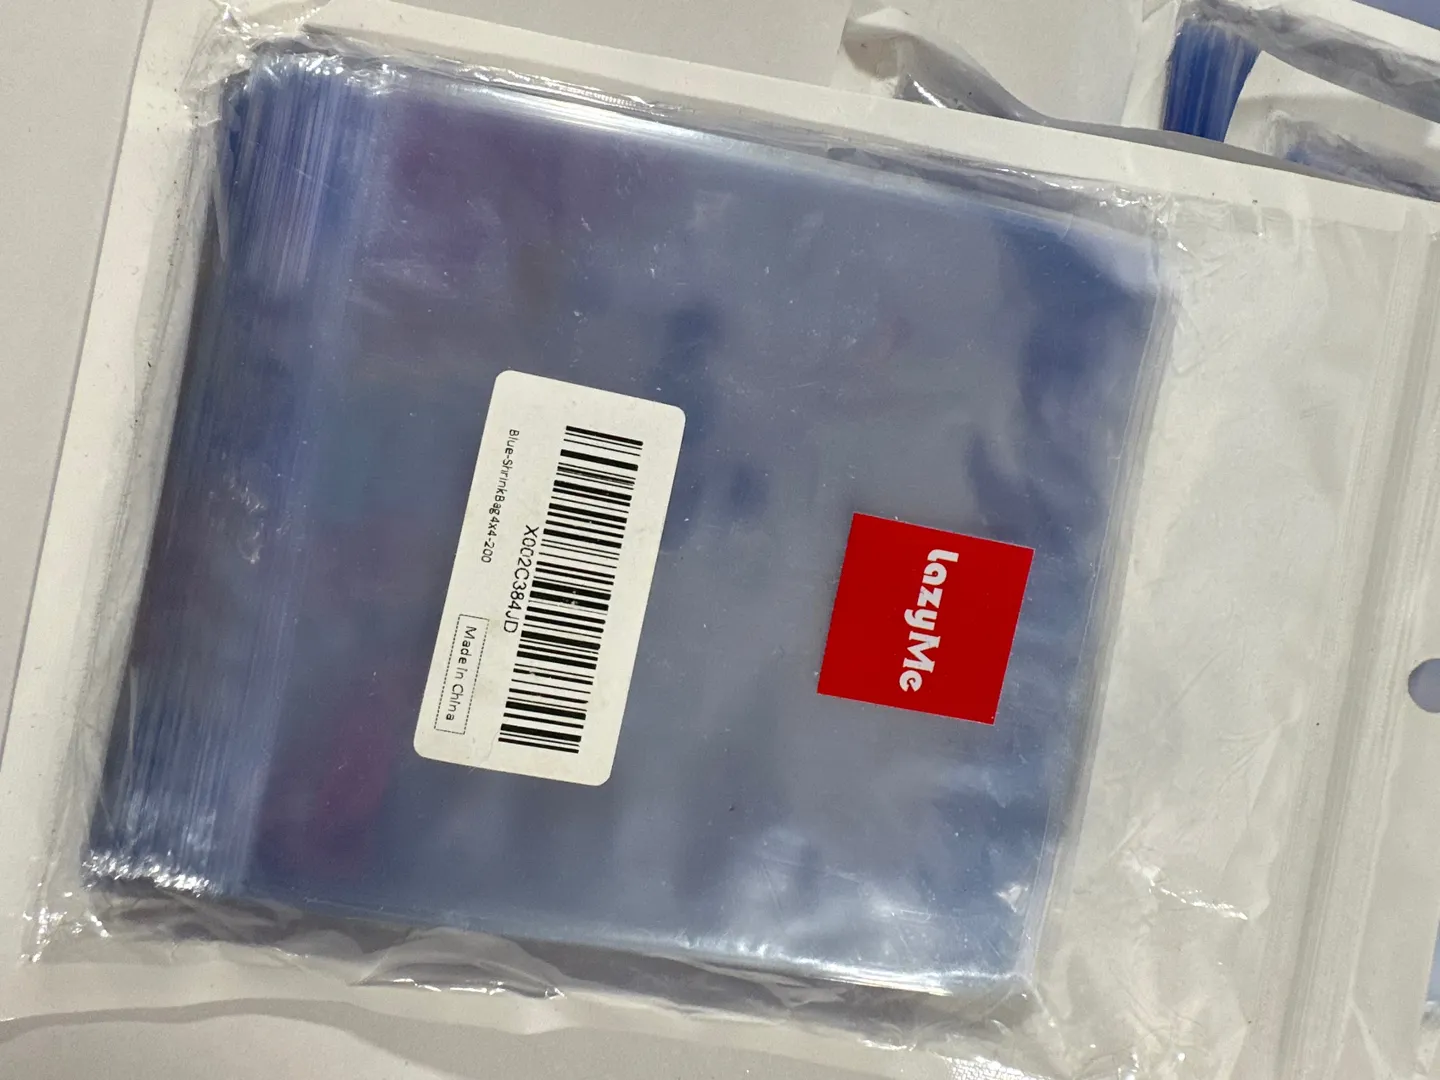 lazyMe
X002C384JD
Blue-ShrinkBag4x4-200
Made In China